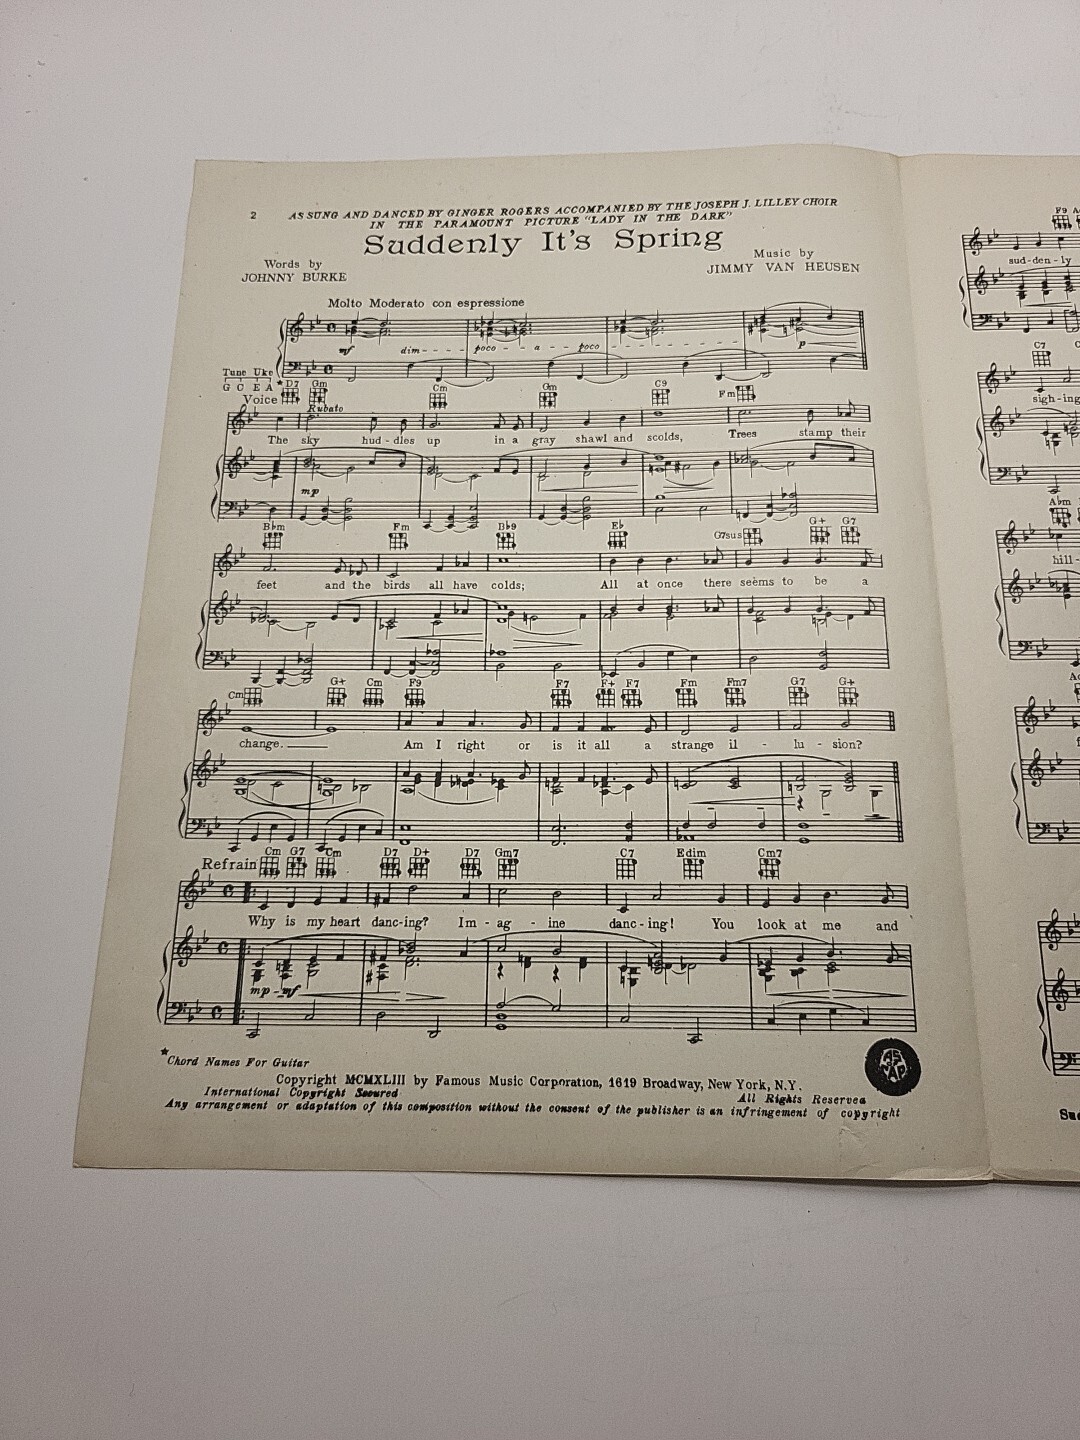 2
AS SUNG AND DANCED BY GINGER ROGERS ACCOMPANIED BY THE JOSEPH J. LILLEY CHOIR
IN THE PARAMOUNT PICTURE "LADY IN THE DARK"
Suddenly It's Spring
Words by
JOHNNY BURKE
Music by
JIMMY VAN HEUSEN
Molto Moderato con espressione
mf dim - - - - poco - - a - - poco p
Tune Uke
G C E A
Voice
*D7 Gm Cm Gm C9 Fm
Rubato
The sky hud-dles up in a gray shawl and scolds, Trees stamp their
mp
Bbm Fm Bb9 Eb G7sus G+ G7
feet and the birds all have colds; All at once there seems to be a
Cm G+ Cm F9 F7 F+ F7 Fm Fm7 G7 G+
change. Am I right or is it all a strange il - lu - sion?
Refrain
Cm G7 Cm D7 D+ D7 Gm7 C7 Edim Cm7
Why is my heart danc-ing? Im - ag - ine danc-ing! You look at me and
mp-mf
*Chord Names For Guitar
Copyright MCMXLIII by Famous Music Corporation, 1619 Broadway, New York, N.Y.
International Copyright Secured
All Rights Reserved
Any arrangement or adaptation of this composition without the consent of the publisher is an infringement of copyright
AS
CAP
F9
sud-den-ly
C7
sigh-ing
Abm
hill-